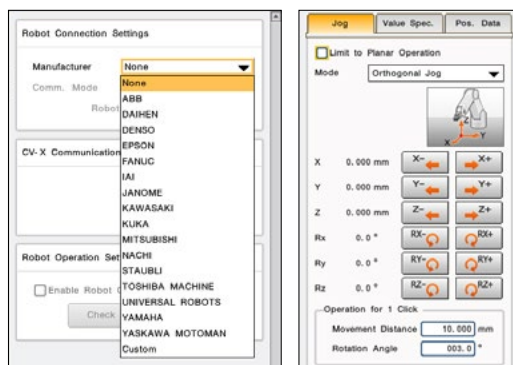 Robot Connection Settings
Manufacturer None
Comm. Mode
Robot
None
ABB
DAIHEN
DENSO
EPSON
FANUC
IAI
JANOME
KAWASAKI
KUKA
MITSUBISHI
NACHI
STAUBLI
TOSHIBA MACHINE
UNIVERSAL ROBOTS
YAMAHA
YASKAWA MOTOMAN
Custom
CV-X Communication
Robot Operation Set
Enable Robot
Check
Jog Value Spec. Pos. Data
Limit to Planar Operation
Mode Orthogonal Jog
Z
X Y
X 0.000 mm X- X+
Y 0.000 mm Y- Y+
Z 0.000 mm Z- Z+
Rx 0.0 ° RX- RX+
Ry 0.0 ° RY- RY+
Rz 0.0 ° RZ- RZ+
Operation for 1 Click
Movement Distance 10.000 mm
Rotation Angle 003.0 °